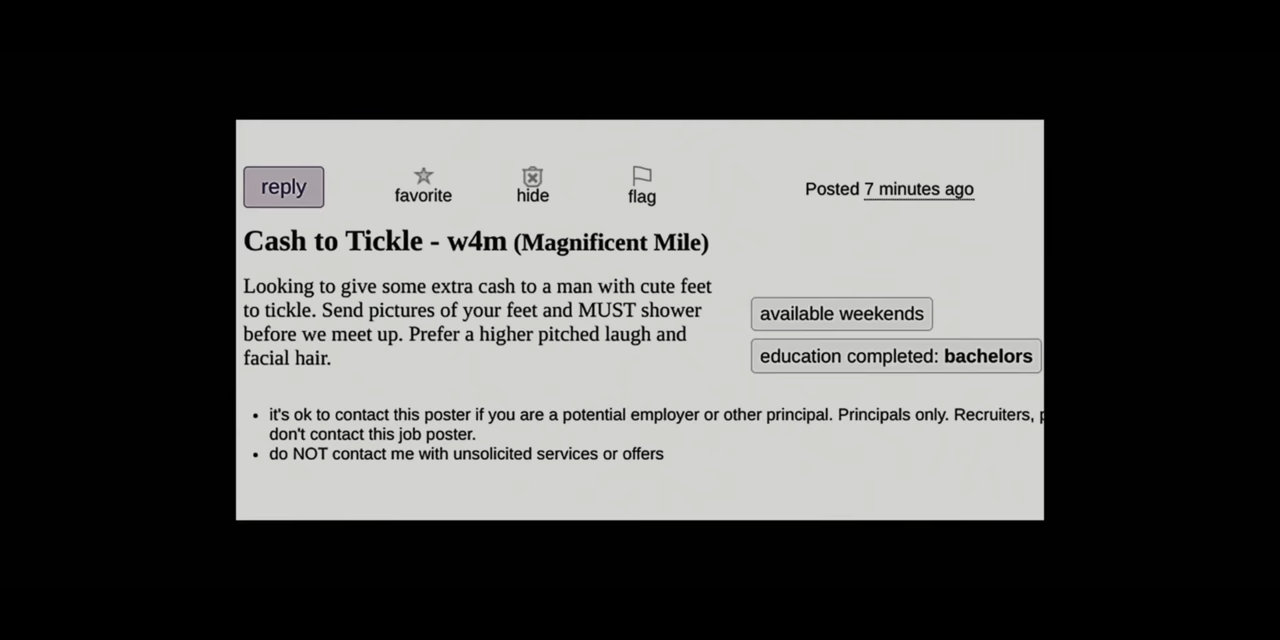 reply
favorite
hide
flag
Posted 7 minutes ago
Cash to Tickle - w4m (Magnificent Mile)
Looking to give some extra cash to a man with cute feet
to tickle. Send pictures of your feet and MUST shower
before we meet up. Prefer a higher pitched laugh and
facial hair.
available weekends
education completed: bachelors
• it's ok to contact this poster if you are a potential employer or other principal. Principals only. Recruiters,
don't contact this job poster.
• do NOT contact me with unsolicited services or offers